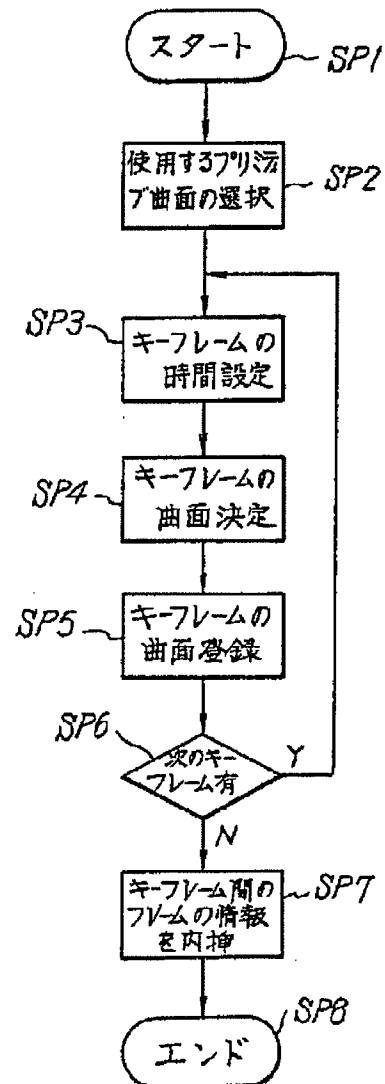 スタート
SP1
使用するプリミティ
ブ曲面の選択
SP2
SP3
キーフレームの
時間設定
SP4
キーフレームの
曲面決定
SP5
キーフレームの
曲面登録
SP6
次のキー
フレーム有
Y
N
キーフレーム間の
フレームの情報
を内挿
SP7
エンド
SP8